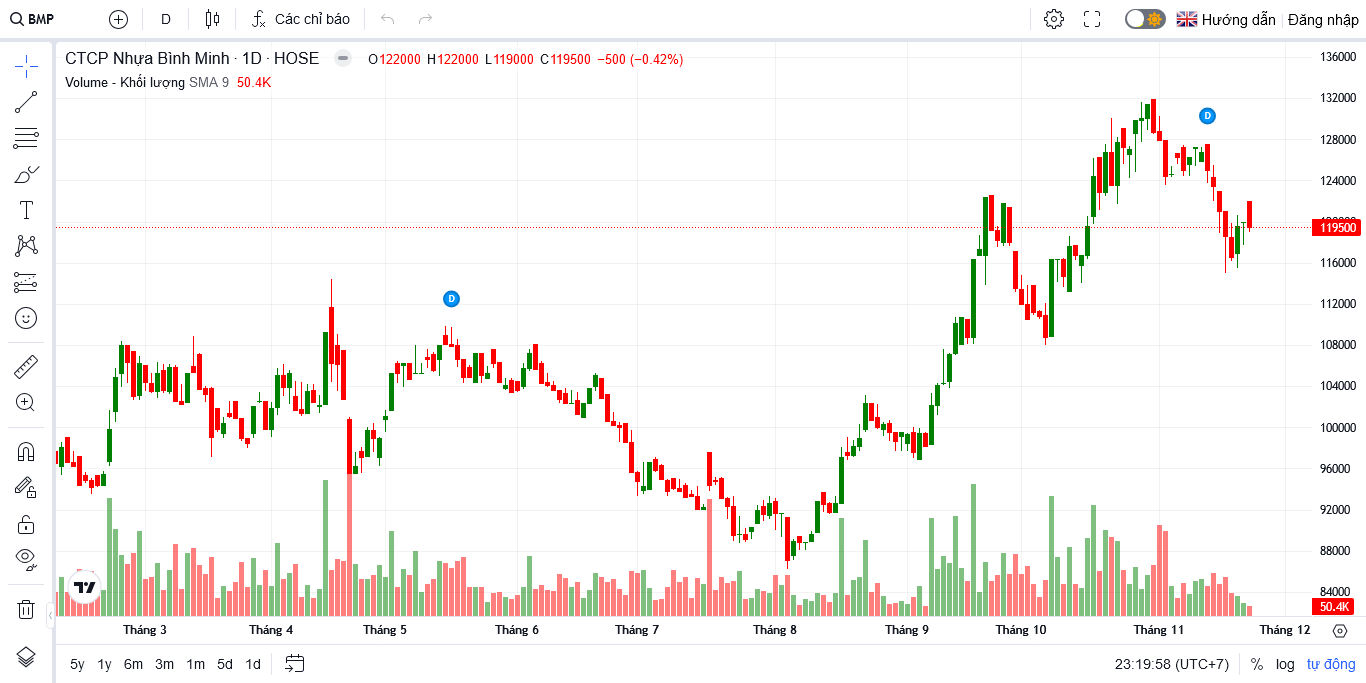 BMP D Các chỉ báo Hướng dẫn Đăng nhập
CTCP Nhựa Bình Minh · 1D · HOSE O122000 H122000 L119000 C119500 −500 (−0.42%)
Volume - Khối lượng SMA 9 50.4K
136000
132000
128000
124000
119500
116000
112000
108000
104000
100000
96000
92000
88000
84000
50.4K
D
D
Tháng 3 Tháng 4 Tháng 5 Tháng 6 Tháng 7 Tháng 8 Tháng 9 Tháng 10 Tháng 11 Tháng 12
5y 1y 6m 3m 1m 5d 1d 23:19:58 (UTC+7) % log tự động